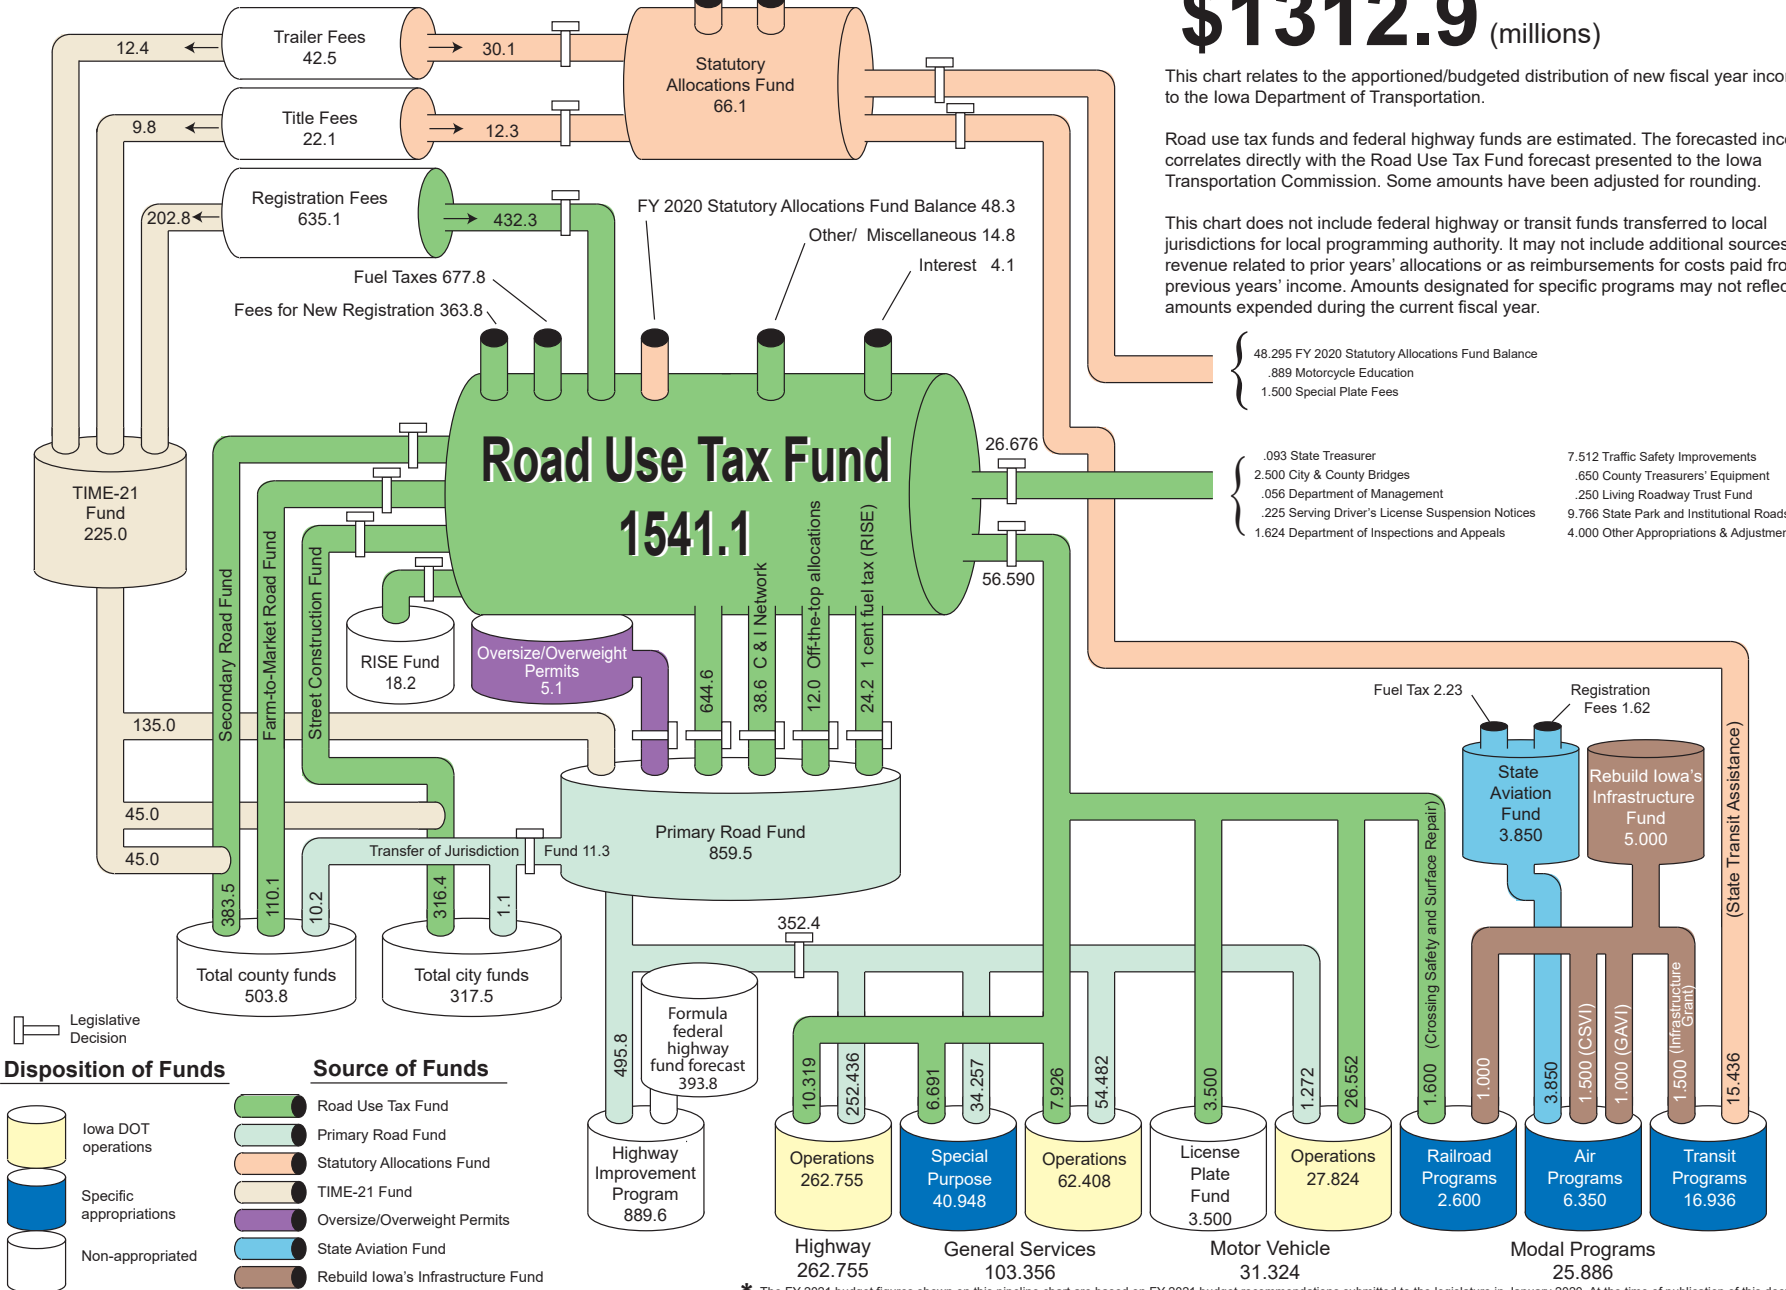 $1312.9 (millions)
This chart relates to the apportioned/budgeted distribution of new fiscal year
to the Iowa Department of Transportation.
Road use tax funds and federal highway funds are estimated. The forecasted
correlates directly with the Road Use Tax Fund forecast presented to the Iowa
Transportation Commission. Some amounts have been adjusted for rounding.
This chart does not include federal highway or transit funds transferred to local
jurisdictions for local programming authority. It may not include additional sources
revenue related to prior years' allocations or as reimbursements for costs paid
previous years' income. Amounts designated for specific programs may not
amounts expended during the current fiscal year.
12.4
Trailer Fees
42.5
30.1
9.8
Title Fees
22.1
12.3
Statutory
Allocations Fund
66.1
202.8
Registration Fees
635.1
432.3
FY 2020 Statutory Allocations Fund Balance 48.3
Other/ Miscellaneous 14.8
Interest 4.1
Fuel Taxes 677.8
Fees for New Registration 363.8
48.295 FY 2020 Statutory Allocations Fund Balance
.889 Motorcycle Education
1.500 Special Plate Fees
Road Use Tax Fund
1541.1
26.676
56.590
.093 State Treasurer
2.500 City & County Bridges
.056 Department of Management
.225 Serving Driver's License Suspension Notices
1.624 Department of Inspections and Appeals
7.512 Traffic Safety Improvements
.650 County Treasurers' Equipment
.250 Living Roadway Trust Fund
9.766 State Park and Institutional Roads
4.000 Other Appropriations &
TIME-21
Fund
225.0
Secondary Road Fund
Farm-to-Market Road Fund
Street Construction Fund
RISE Fund
18.2
Oversize/Overweight
Permits
5.1
644.6
38.6 C & I Network
12.0 Off-the-top allocations
24.2 1 cent fuel tax (RISE)
135.0
45.0
45.0
Primary Road Fund
859.5
Transfer of Jurisdiction Fund 11.3
383.5
110.1
10.2
316.4
1.1
Total county funds
503.8
Total city funds
317.5
352.4
Fuel Tax 2.23
Registration
Fees 1.62
State
Aviation
Fund
3.850
Rebuild Iowa's
Infrastructure
Fund
5.000
(State Transit Assistance)
15.436
495.8
Formula
federal
highway
fund forecast
393.8
10.319
252.436
6.691
34.257
7.926
54.482
3.500
1.272
26.552
1.600 (Crossing Safety and Surface Repair)
1.000
3.850
1.500 (CSVI)
1.000 (GAVI)
1.500 (Infrastructure
Grant)
Highway
Improvement
Program
889.6
Operations
262.755
Special
Purpose
40.948
Operations
62.408
License
Plate
Fund
3.500
Operations
27.824
Railroad
Programs
2.600
Air
Programs
6.350
Transit
Programs
16.936
Highway
262.755
General Services
103.356
Motor Vehicle
31.324
Modal Programs
25.886
Legislative
Decision
Disposition of Funds
Iowa DOT
operations
Specific
appropriations
Non-appropriated
Source of Funds
Road Use Tax Fund
Primary Road Fund
Statutory Allocations Fund
TIME-21 Fund
Oversize/Overweight Permits
State Aviation Fund
Rebuild Iowa's Infrastructure Fund